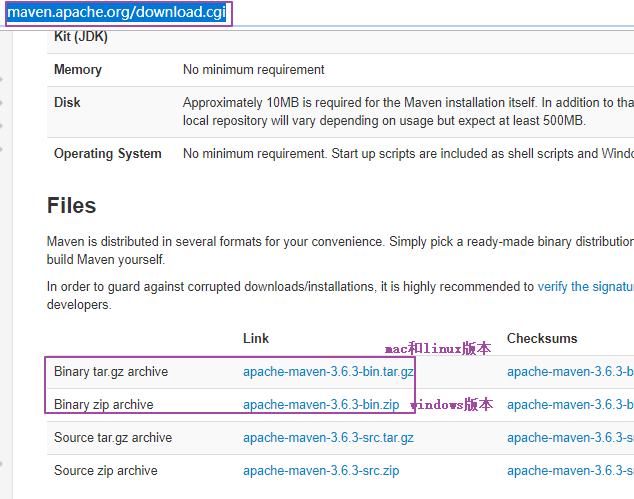 maven.apache.org/download.cgi
Kit (JDK)
Memory No minimum requirement
Disk Approximately 10MB is required for the Maven installation itself. In addition to tha
local repository will vary depending on usage but expect at least 500MB.
Operating System No minimum requirement. Start up scripts are included as shell scripts and Windo
Files
Maven is distributed in several formats for your convenience. Simply pick a ready-made binary distribution
build Maven yourself.
In order to guard against corrupted downloads/installations, it is highly recommended to verify the signatu
developers.
Link Checksums
mac和linux版本
Binary tar.gz archive apache-maven-3.6.3-bin.tar.gz apache-maven-3.6.3-b
Binary zip archive apache-maven-3.6.3-bin.zip windows版本 apache-maven-3.6.3-b
Source tar.gz archive apache-maven-3.6.3-src.tar.gz apache-maven-3.6.3-s
Source zip archive apache-maven-3.6.3-src.zip apache-maven-3.6.3-s